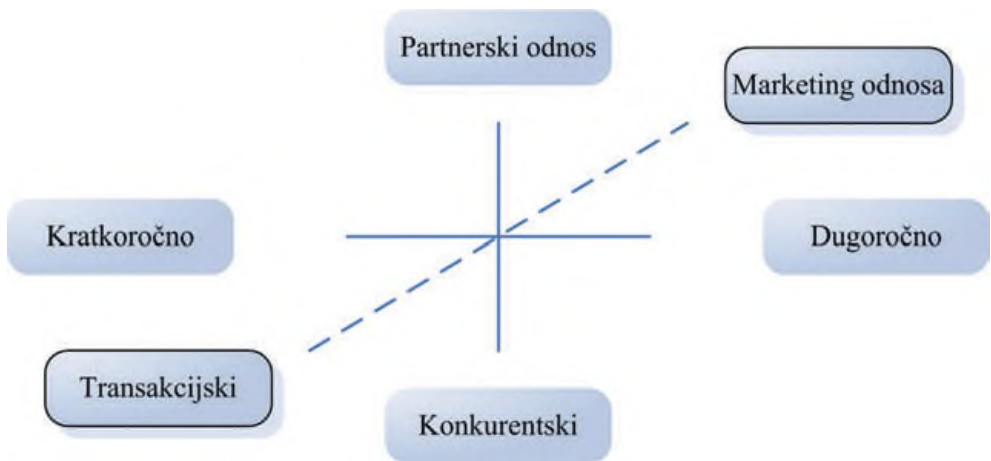 Partnerski odnos
Marketing odnosa
Kratkoročno
Dugoročno
Transakcijski
Konkurentski